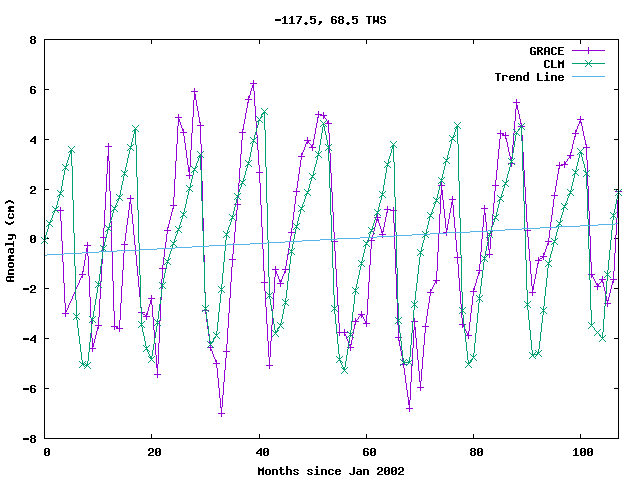 -117.5, 68.5 TWS
GRACE
CLM
Trend Line
8
6
4
2
0
-2
-4
-6
-8
Anomaly (cm)
0 20 40 60 80 100
Months since Jan 2002